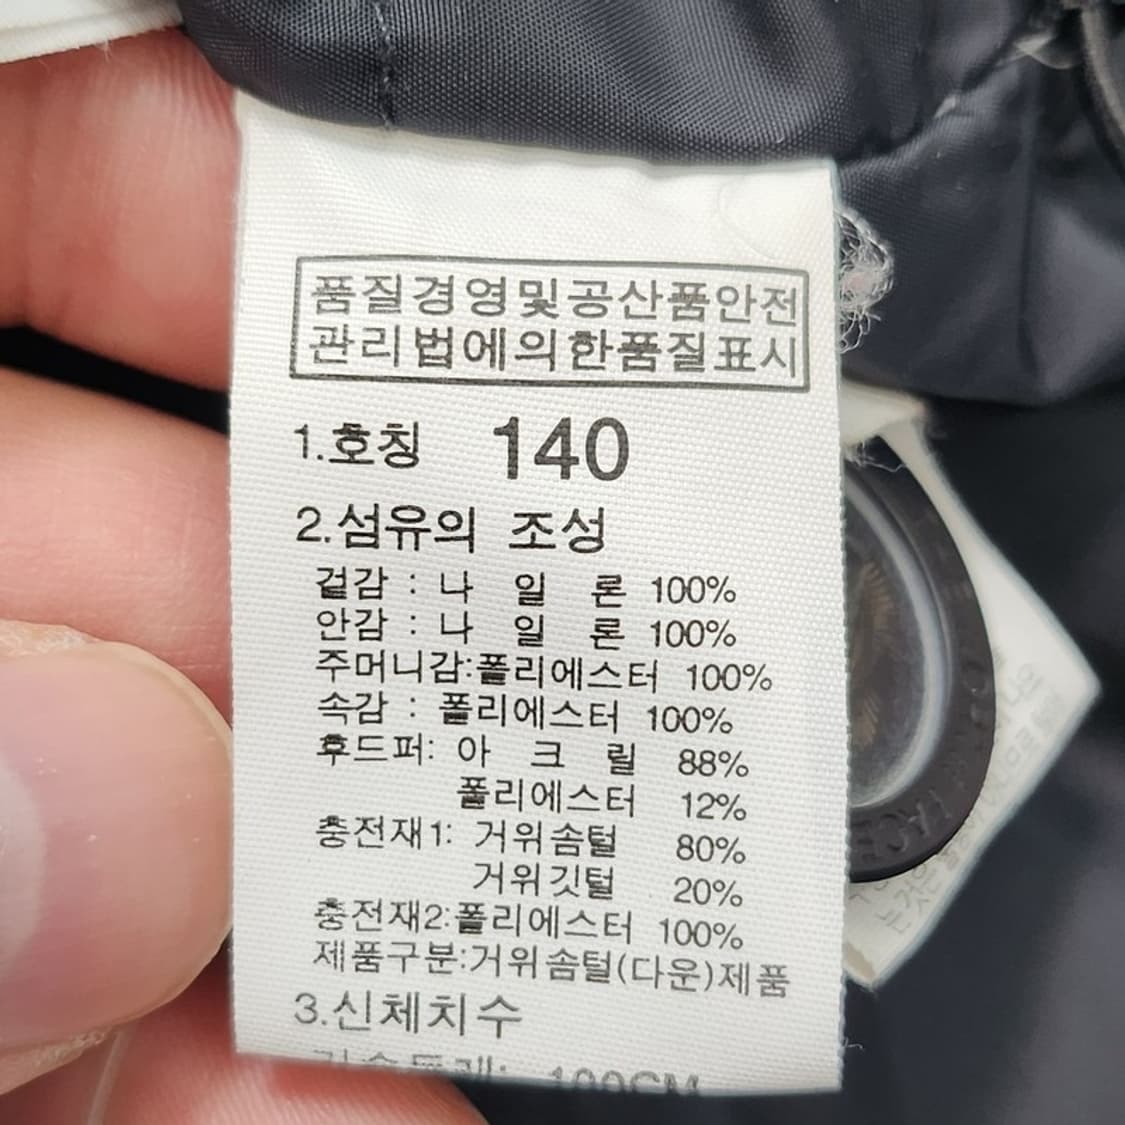 품질경영및공산품안전
관리법에의한품질표시
1.호칭 140
2.섬유의 조성
겉감 : 나 일 론 100%
안감 : 나 일 론 100%
주머니감:폴리에스터 100%
속감 : 폴리에스터 100%
후드퍼: 아 크 릴 88%
폴리에스터 12%
충전재1: 거위솜털 80%
거위깃털 20%
충전재2:폴리에스터 100%
제품구분:거위솜털(다운)제품
3.신체치수